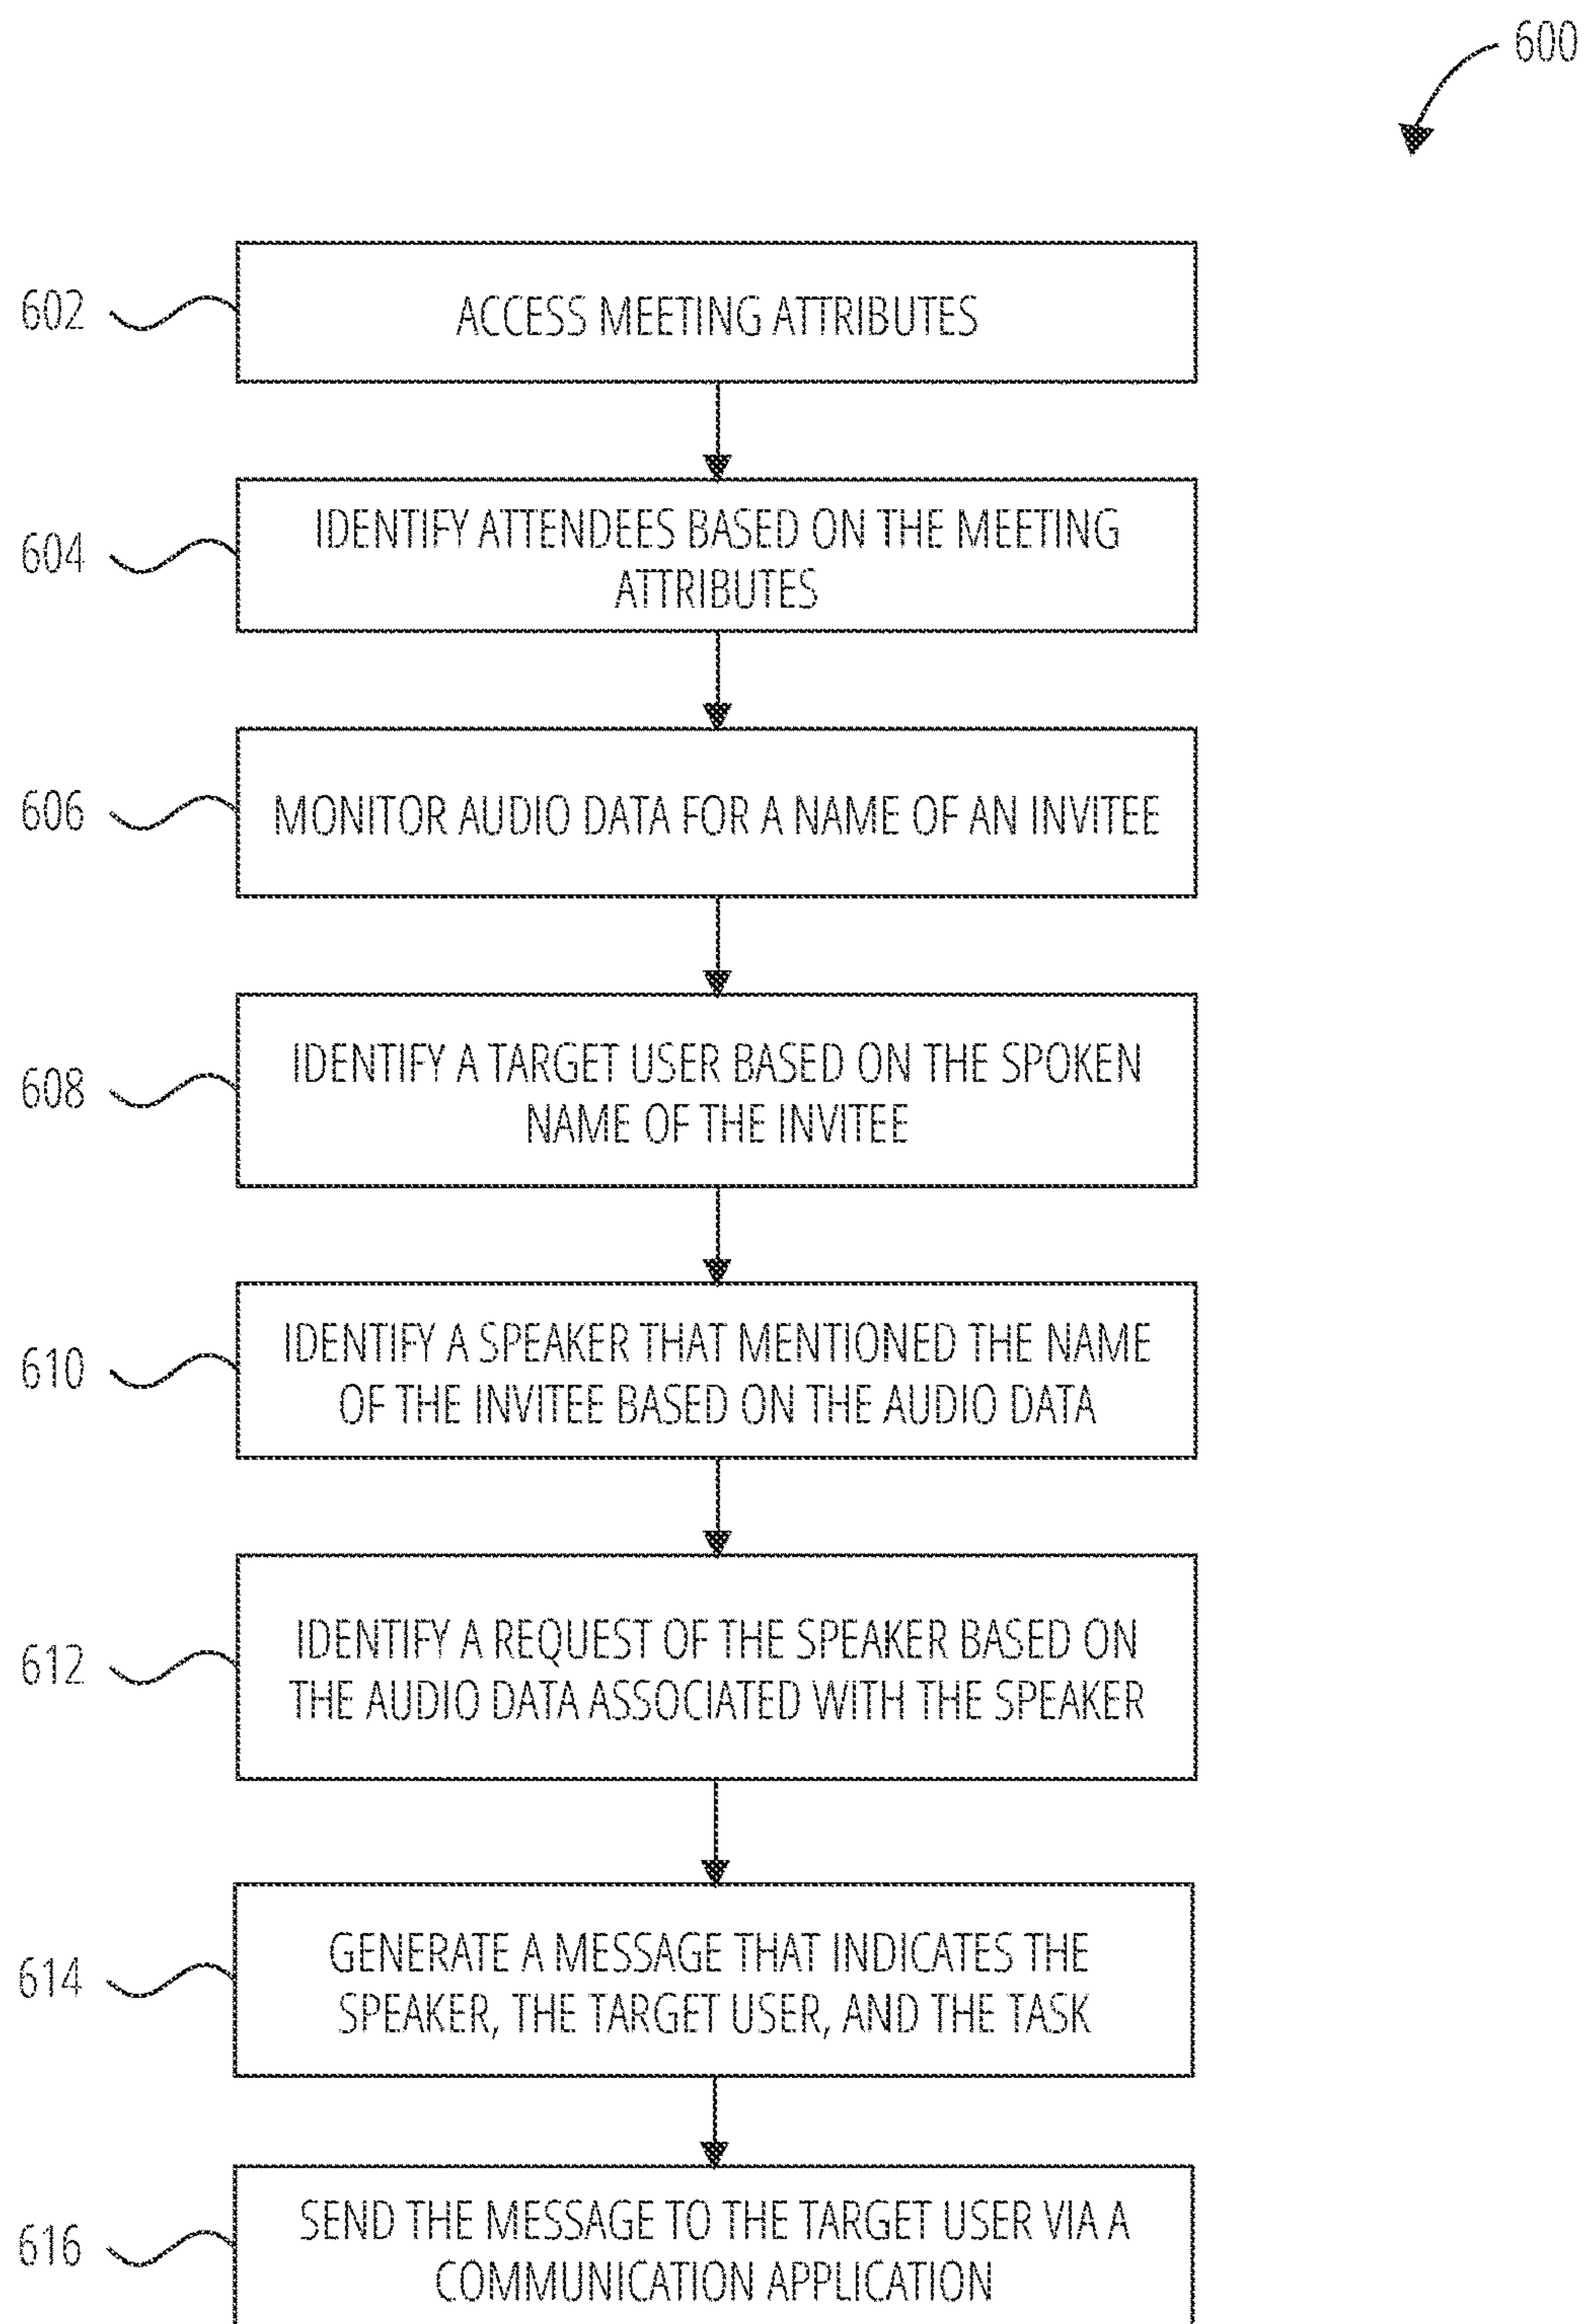 600
602
ACCESS MEETING ATTRIBUTES
604
IDENTIFY ATTENDEES BASED ON THE MEETING
ATTRIBUTES
606
MONITOR AUDIO DATA FOR A NAME OF AN INVITEE
608
IDENTIFY A TARGET USER BASED ON THE SPOKEN
NAME OF THE INVITEE
610
IDENTIFY A SPEAKER THAT MENTIONED THE NAME
OF THE INVITEE BASED ON THE AUDIO DATA
612
IDENTIFY A REQUEST OF THE SPEAKER BASED ON
THE AUDIO DATA ASSOCIATED WITH THE SPEAKER
614
GENERATE A MESSAGE THAT INDICATES THE
SPEAKER, THE TARGET USER, AND THE TASK
616
SEND THE MESSAGE TO THE TARGET USER VIA A
COMMUNICATION APPLICATION